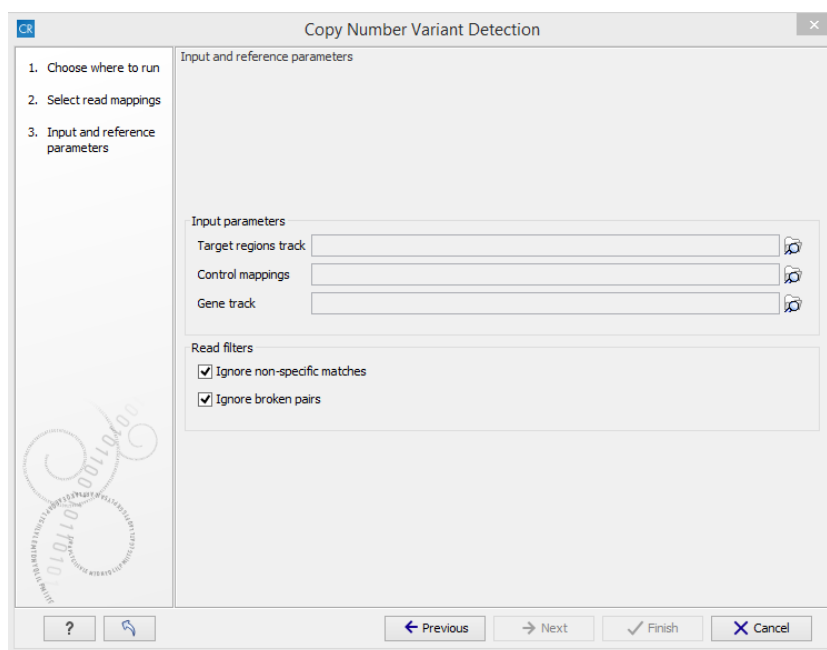 CR
Copy Number Variant Detection
1. Choose where to run
2. Select read mappings
3. Input and reference
parameters
Input and reference parameters
Input parameters
Target regions track
Control mappings
Gene track
Read filters
Ignore non-specific matches
Ignore broken pairs
?
Previous
Next
Finish
Cancel